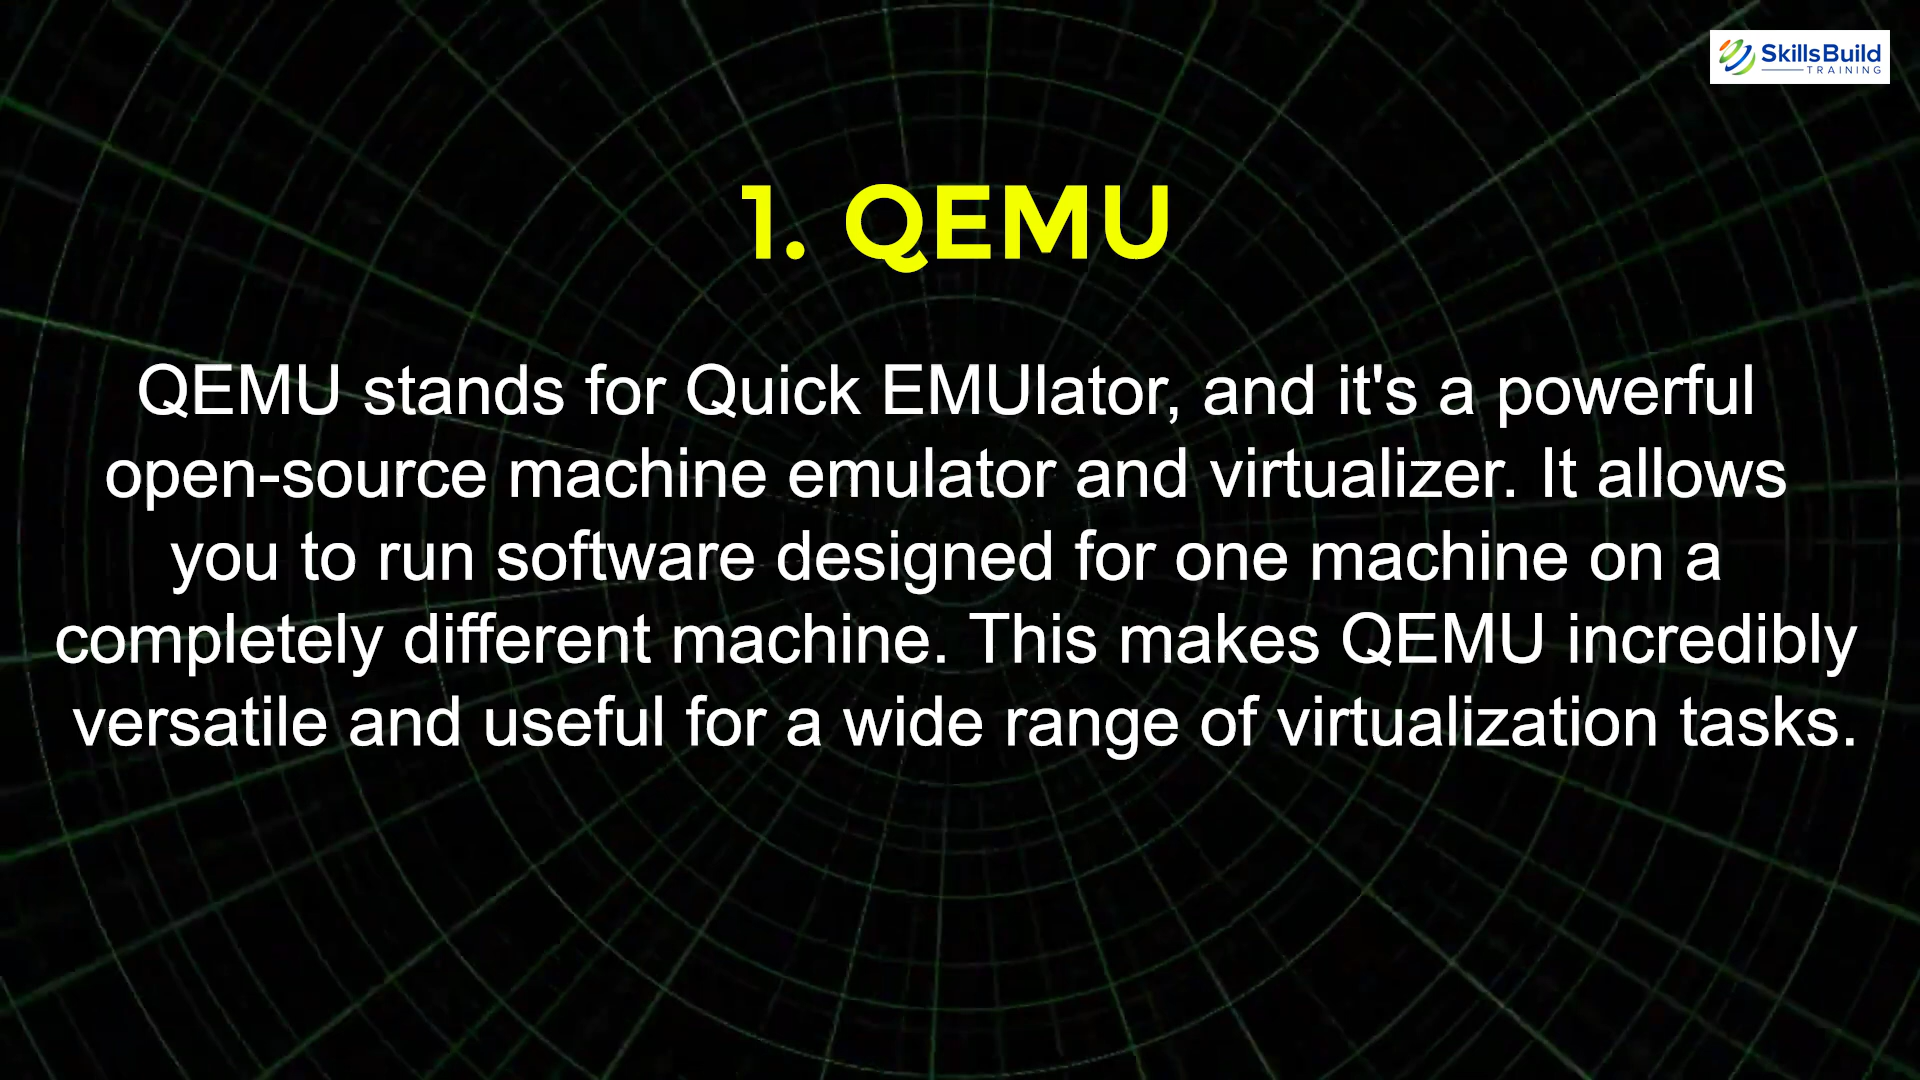 SkillsBuild
TRAINING
1. QEMU
QEMU stands for Quick EMUlator, and it's a powerful
open-source machine emulator and virtualizer. It allows
you to run software designed for one machine on a
completely different machine. This makes QEMU incredibly
versatile and useful for a wide range of virtualization tasks.